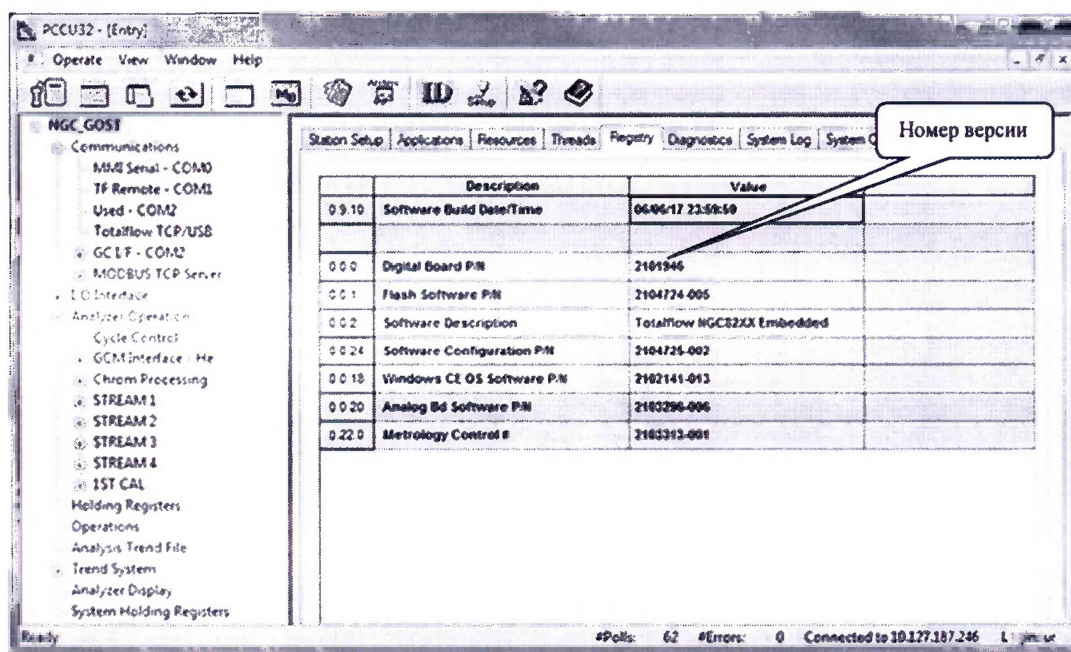 PCCU32 - [Entry]
Operate View Window Help
ID
Setup
Station Setup Applications Resources Threads Registry Diagnostics System Log
Номер версии
NGC_GOST
Communications
MMI Serial - COM0
TF Remote - COM1
Used - COM2
Totalflow TCP/USB
GC I/F - COM2
MODBUS TCP Server
I/O Interface
Analyzer Operation
Cycle Control
GCM Interface - He
Chrom Processing
STREAM 1
STREAM 2
STREAM 3
STREAM 4
1ST CAL
Holding Registers
Operations
Analysis Trend File
Trend System
Analyzer Display
System Holding Registers
Description Value
0.9.10 Software Build Date/Time 06/06/17 23:59:59
0.0.0 Digital Board P/N 2101946
0.0.1 Flash Software P/N 2104774-005
0.0.2 Software Description Totalflow NGC82XX Embedded
0.0.24 Software Configuration P/N 2104725-002
0.0.18 Windows CE OS Software P/N 2102141-013
0.0.20 Analog Bd Software P/N 2103296-006
0.22.0 Metrology Control # 2103313-001
Ready #Polls: 62 #Errors: 0 Connected to 10.127.187.246